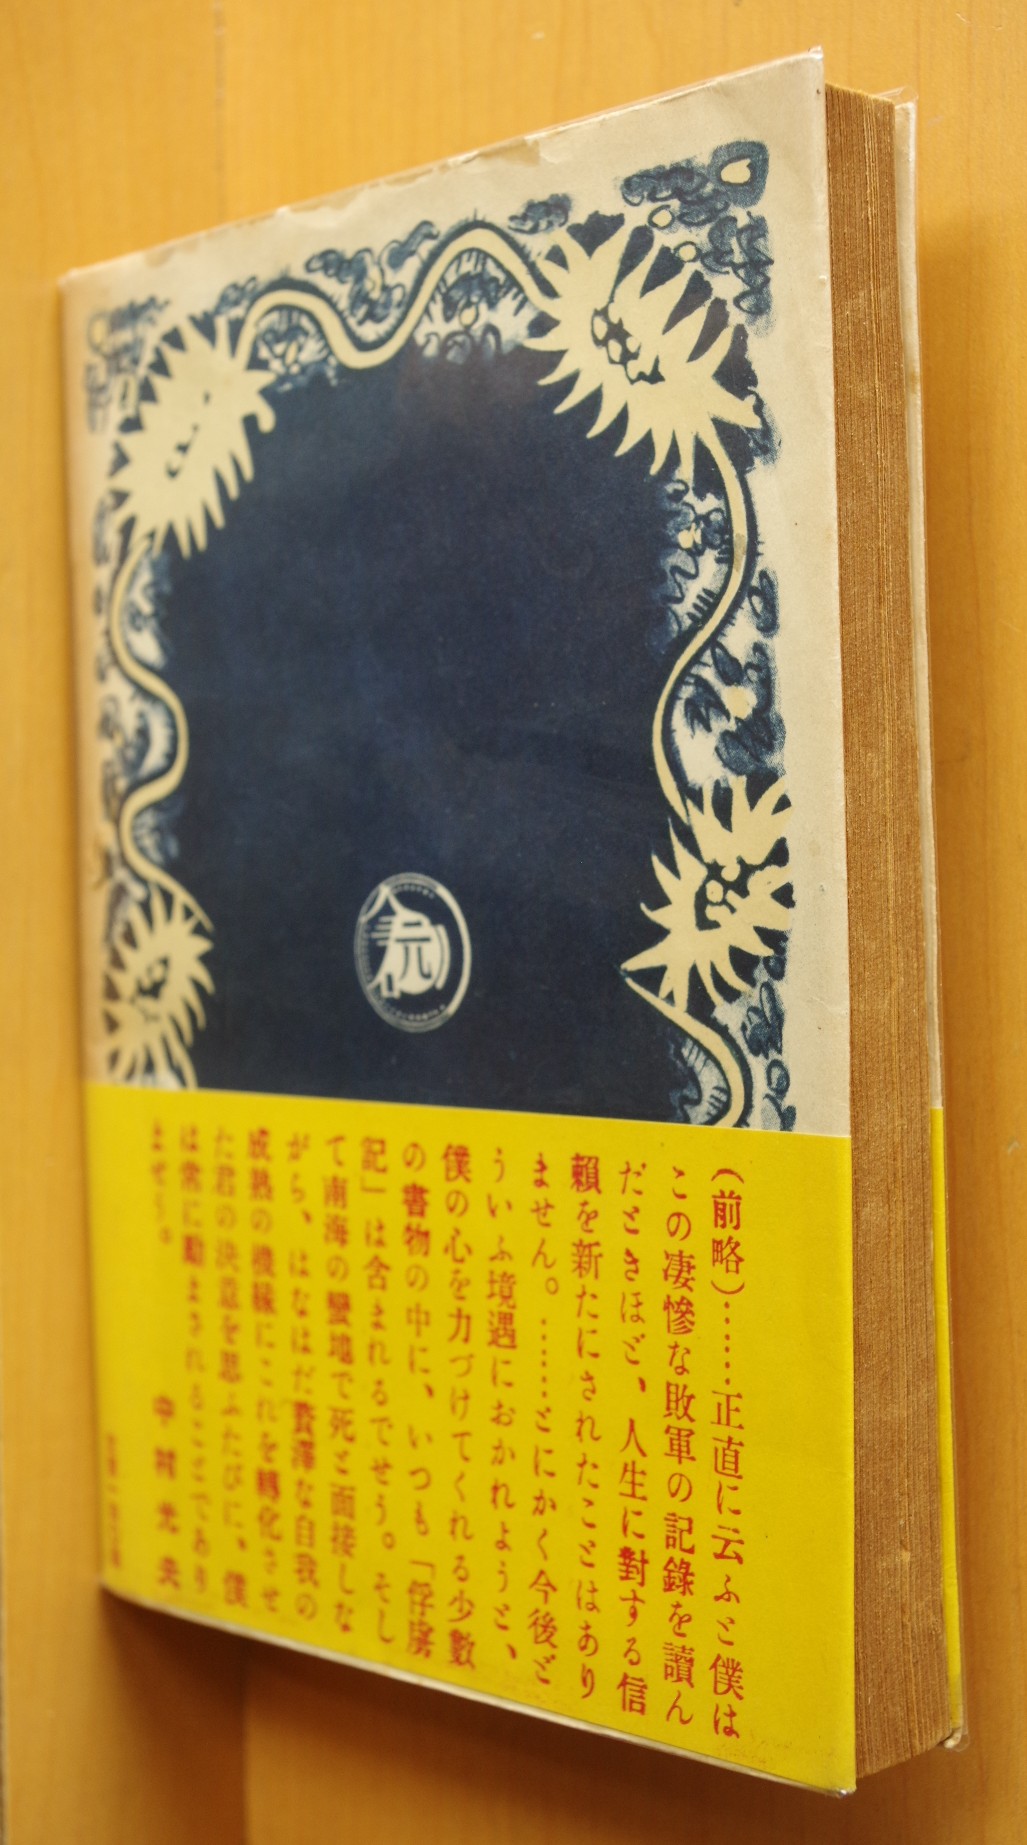 (前略)……正直に云ふと僕は
この凄慘な敗軍の記錄を讀ん
だときほど、人生に對する信
賴を新たにされたことはあり
ません。……とにかく今後ど
ういふ境遇におかれようと、
僕の心を力づけてくれる少數
の書物の中に、いつも「俘虜
記」は含まれるでせう。そし
て南海の蠻地で死と面接しな
がら、はなはだ贅澤な自我の
成熟の機緣にこれを轉化させ
た君の決意を思ふたびに、僕
は常に勵まされることであり
ませう。
中村光夫